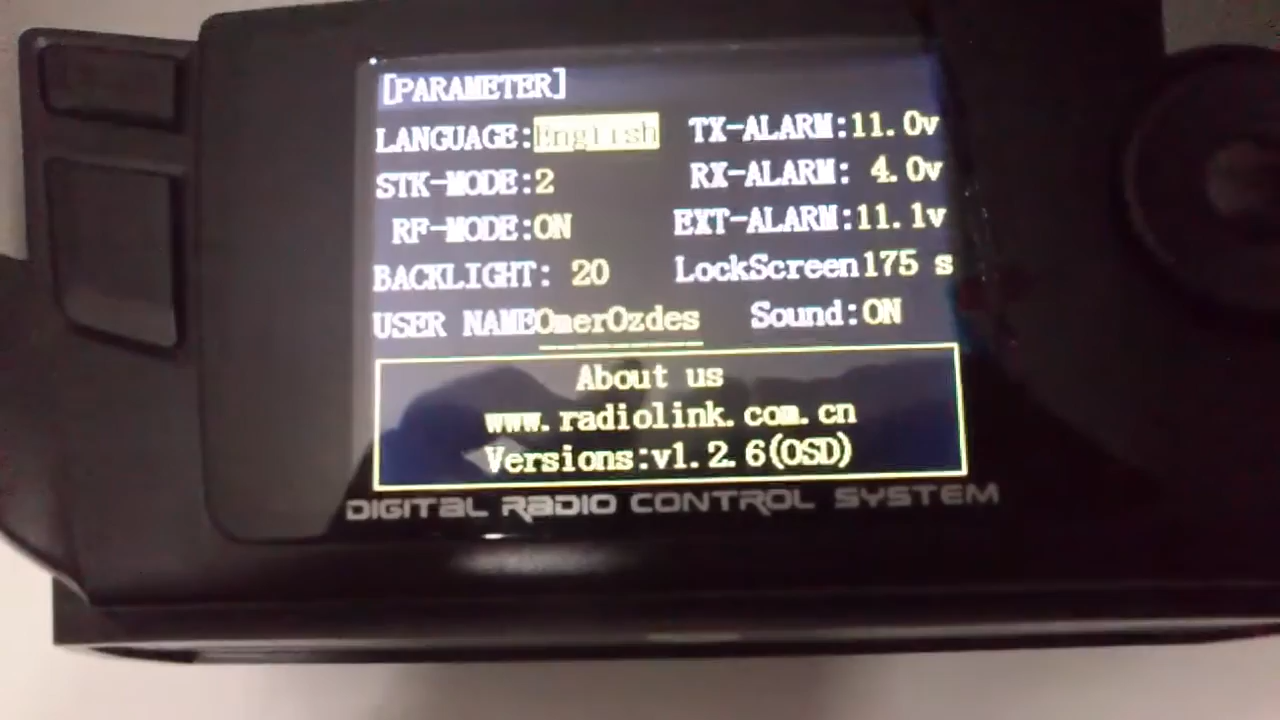 [PARAMETER]
LANGUAGE:English TX-ALARM:11.0v
STK-MODE:2 RX-ALARM: 4.0v
RF-MODE:ON EXT-ALARM:11.1v
BACKLIGHT: 20 LockScreen175 s
USER NAMEOmerOzdes Sound:ON
About us
www.radiolink.com.cn
Versions:v1.2.6(OSD)
DIGITAL RADIO CONTROL SYSTEM